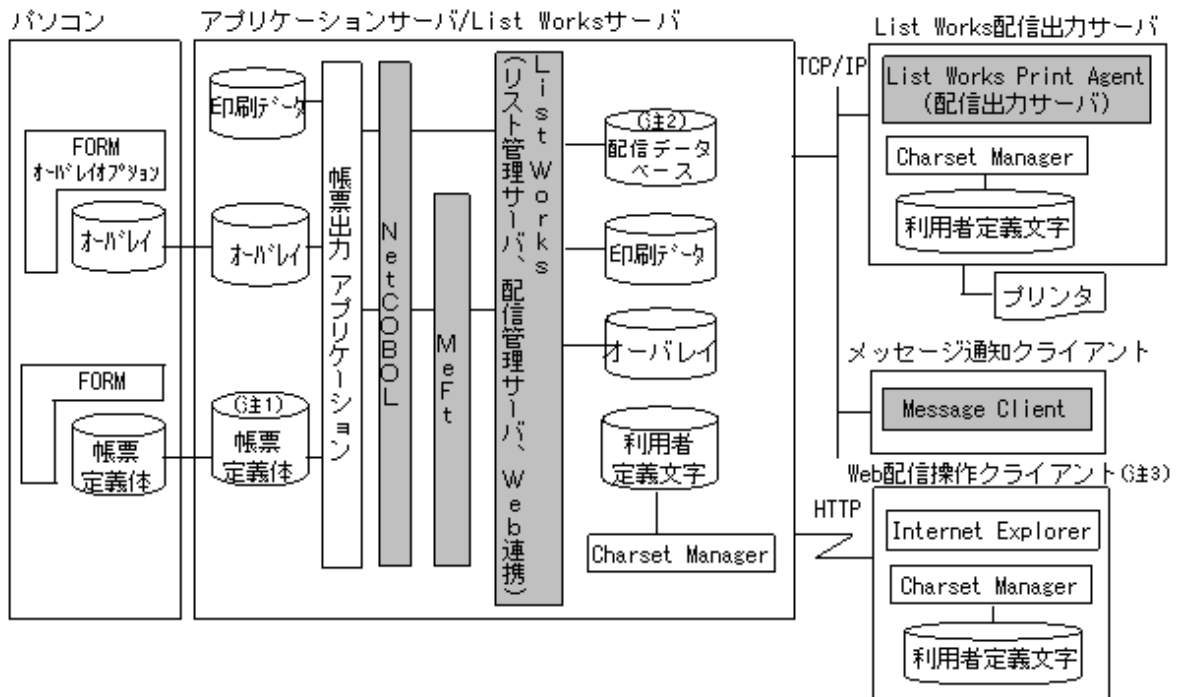 パソコン
FORM
オーバレイオプション
オーバレイ
FORM
帳票
定義体
アプリケーションサーバ/List Worksサーバ
印刷データ
オーバレイ
(注1)
帳票
定義体
帳票出力 アプリケーション
NetCOBOL
MeFt
List Works
(リスト管理サーバ、配信管理サーバ、Web連携)
(注2)
配信データ
ベース
印刷データ
オーバレイ
利用者
定義文字
Charset Manager
TCP/IP
HTTP
List Works配信出力サーバ
List Works Print Agent
(配信出力サーバ)
Charset Manager
利用者定義文字
プリンタ
メッセージ通知クライアント
Message Client
Web配信操作クライアント(注3)
Internet Explorer
Charset Manager
利用者定義文字